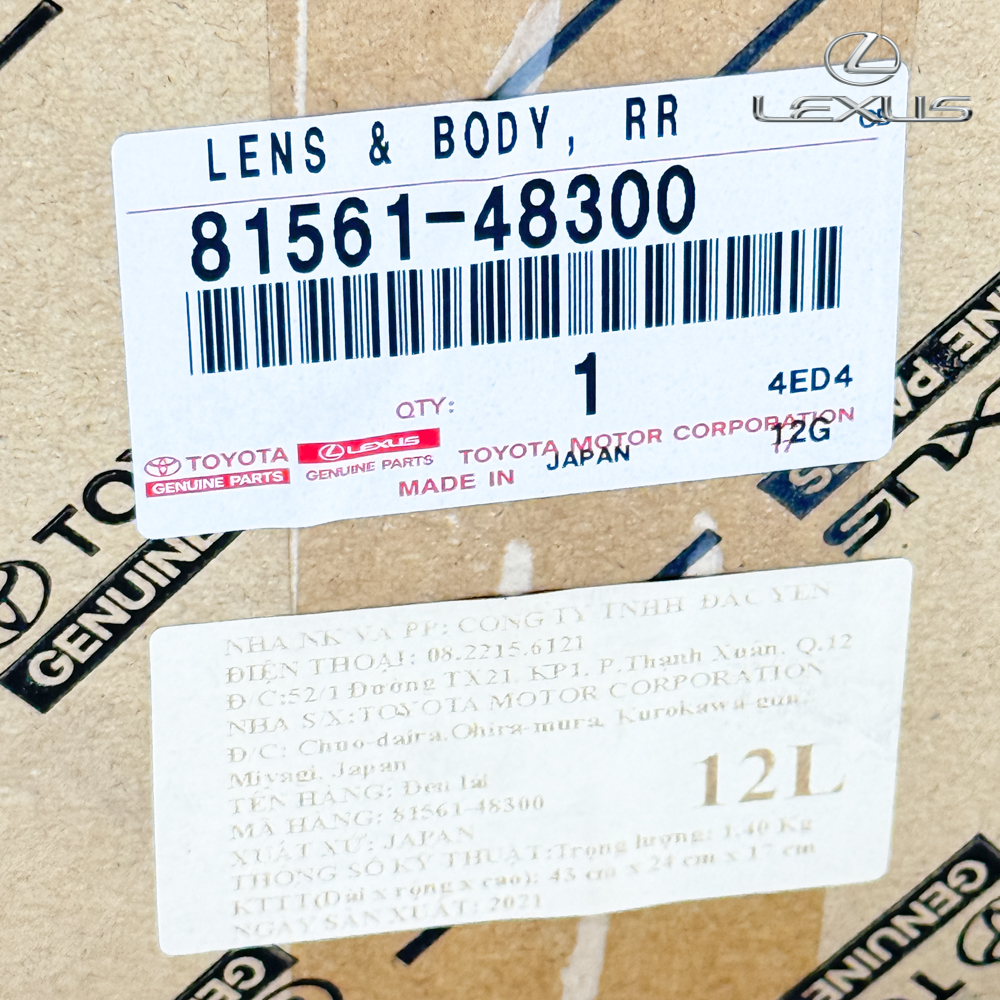 LEXUS
LENS & BODY, RR
81561-48300
QTY: 1 4ED4
TOYOTA LEXUS TOYOTA MOTOR CORPORATION 12G
GENUINE PARTS GENUINE PARTS MADE IN JAPAN
TO
GENUINE
NHÀ NK VÀ PP: CÔNG TY TNHH ĐẮC YẾN
ĐIỆN THOẠI: 08.2215.6121
Đ/C:52/1 Đường TX21, KP1, P.Thạnh Xuân, Q.12
NHÀ S/X:TOYOTA MOTOR CORPORATION
Đ/C: Chuo-daira,Ohira-mura, Kurokawa-gun,
Miyagi, Japan
TÊN HÀNG: Đèn lái
MÃ HÀNG: 81561-48300
12L
XUẤT XỨ: JAPAN
THÔNG SỐ KỸ THUẬT:Trọng lượng: 1.40 Kg
KTTT(Dài x rộng x cao): 43 cm x 24 cm x 17 cm
NGÀY SẢN XUẤT: 2021
GENUINE